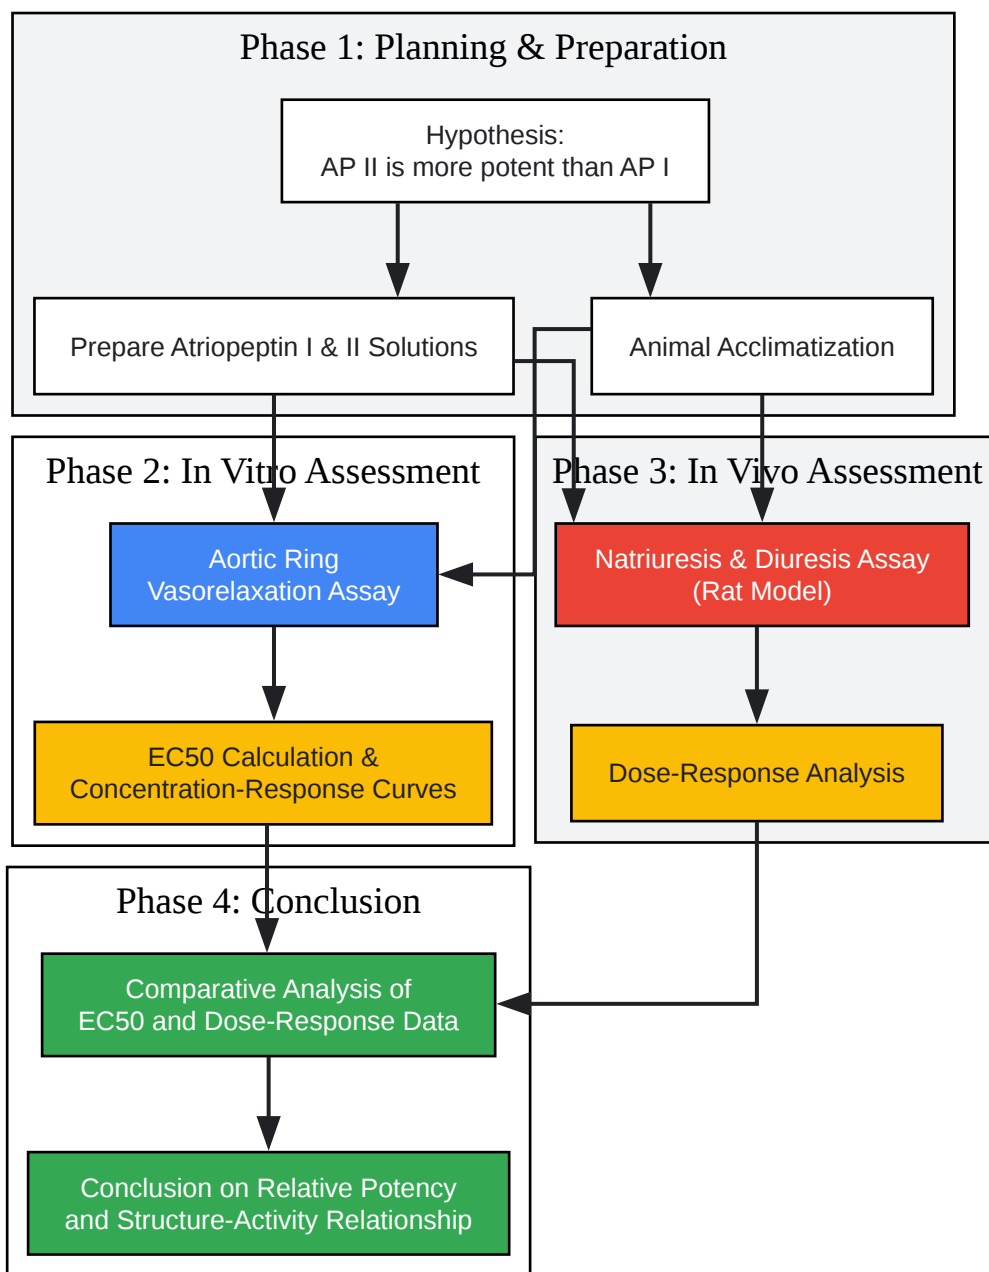 Phase 1: Planning & Preparation
Hypothesis:
AP II is more potent than AP I
Prepare Atriopeptin I & II Solutions
Animal Acclimatization
Phase 2: In Vitro Assessment
Aortic Ring
Vasorelaxation Assay
EC50 Calculation &
Concentration-Response Curves
Phase 3: In Vivo Assessment
Natriuresis & Diuresis Assay
(Rat Model)
Dose-Response Analysis
Phase 4: Conclusion
Comparative Analysis of
EC50 and Dose-Response Data
Conclusion on Relative Potency
and Structure-Activity Relationship